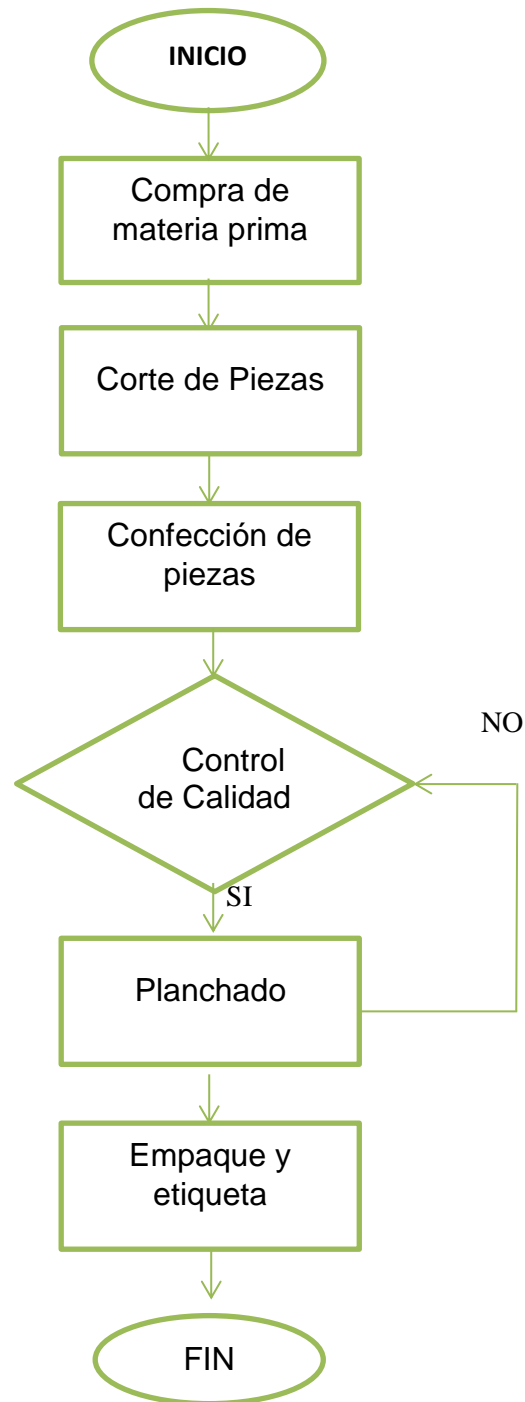 INICIO
Compra de
materia prima
Corte de Piezas
Confección de
piezas
Control
de Calidad
NO
SI
Planchado
Empaque y
etiqueta
FIN